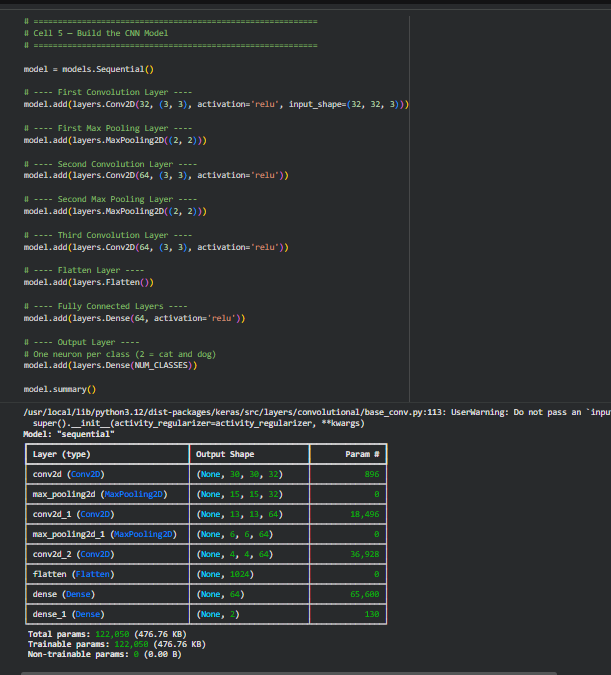 # ============================================================
# Cell 5 — Build the CNN Model
# ============================================================
model = models.Sequential()
# ---- First Convolution Layer ----
model.add(layers.Conv2D(32, (3, 3), activation='relu', input_shape=(32, 32, 3)))
# ---- First Max Pooling Layer ----
model.add(layers.MaxPooling2D((2, 2)))
# ---- Second Convolution Layer ----
model.add(layers.Conv2D(64, (3, 3), activation='relu'))
# ---- Second Max Pooling Layer ----
model.add(layers.MaxPooling2D((2, 2)))
# ---- Third Convolution Layer ----
model.add(layers.Conv2D(64, (3, 3), activation='relu'))
# ---- Flatten Layer ----
model.add(layers.Flatten())
# ---- Fully Connected Layers ----
model.add(layers.Dense(64, activation='relu'))
# ---- Output Layer ----
# One neuron per class (2 = cat and dog)
model.add(layers.Dense(NUM_CLASSES))
model.summary()
/usr/local/lib/python3.12/dist-packages/keras/src/layers/convolutional/base_conv.py:113: UserWarning: Do not pass an `inpu
super().__init__(activity_regularizer=activity_regularizer, **kwargs)
Model: "sequential"
Layer (type) Output Shape Param #
conv2d (Conv2D) (None, 30, 30, 32) 896
max_pooling2d (MaxPooling2D) (None, 15, 15, 32) 0
conv2d_1 (Conv2D) (None, 13, 13, 64) 18,496
max_pooling2d_1 (MaxPooling2D) (None, 6, 6, 64) 0
conv2d_2 (Conv2D) (None, 4, 4, 64) 36,928
flatten (Flatten) (None, 1024) 0
dense (Dense) (None, 64) 65,600
dense_1 (Dense) (None, 2) 130
Total params: 122,050 (476.76 KB)
Trainable params: 122,050 (476.76 KB)
Non-trainable params: 0 (0.00 B)